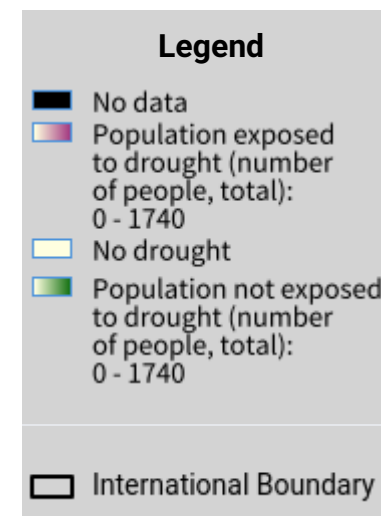 Legend
No data
Population exposed
to drought (number
of people, total):
0 - 1740
No drought
Population not exposed
to drought (number
of people, total):
0 - 1740
International Boundary